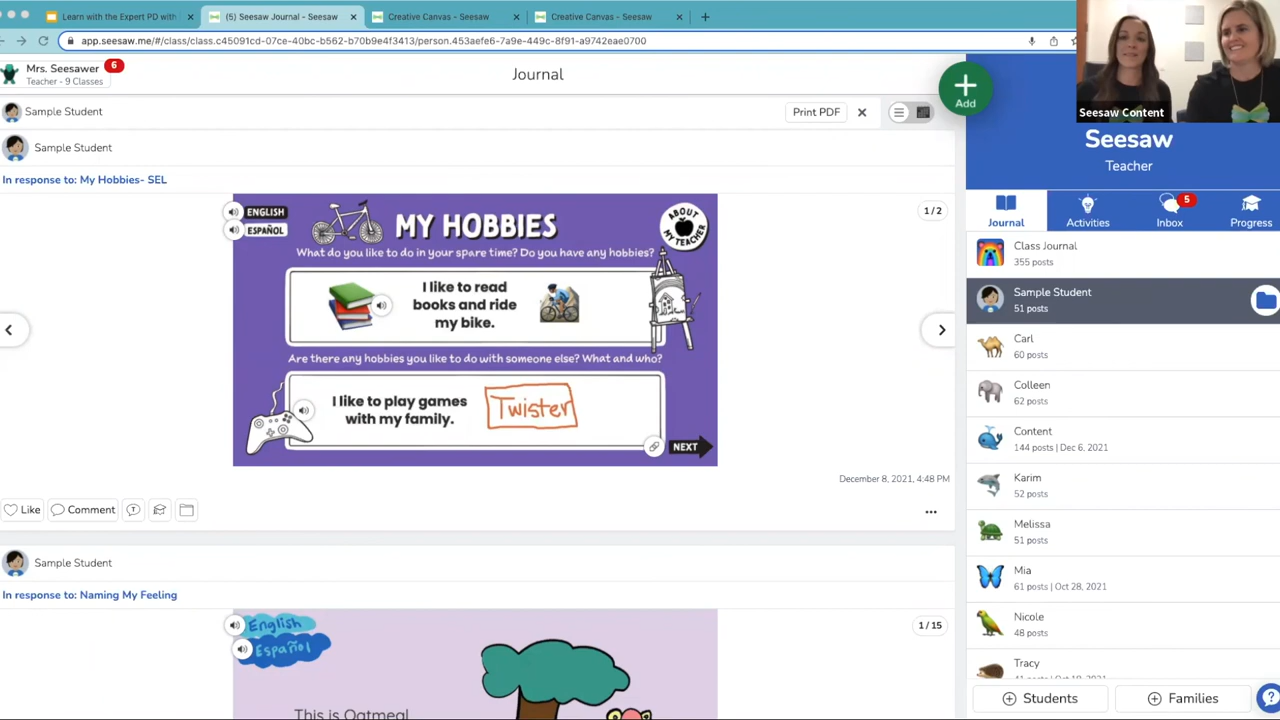 Learn with the Expert PD with
(5) Seesaw Journal - Seesaw
Creative Canvas - Seesaw
Creative Canvas - Seesaw
app.seesaw.me/#/class/class.c45091cd-07ce-40bc-b562-b70b9e4f3413/person.453aefe6-7a9e-449c-8f91-a9742eae0700
Mrs. Seesawer
6
Teacher - 9 Classes
Journal
Add
Sample Student
Print PDF
Sample Student
In response to: My Hobbies- SEL
1 / 2
ENGLISH
ESPAÑOL
MY HOBBIES
ABOUT
MY TEACHER
What do you like to do in your spare time? Do you have any hobbies?
I like to read
books and ride
my bike.
Are there any hobbies you like to do with someone else? What and who?
I like to play games
with my family.
Twister
NEXT
December 8, 2021, 4:48 PM
Like
Comment
Sample Student
In response to: Naming My Feeling
1 / 15
English
Español
This is Oatmeal
Seesaw Content
Seesaw
Teacher
Journal
Activities
5
Inbox
Progress
Class Journal
355 posts
Sample Student
51 posts
Carl
60 posts
Colleen
62 posts
Content
144 posts | Dec 6, 2021
Karim
52 posts
Melissa
51 posts
Mia
61 posts | Oct 28, 2021
Nicole
48 posts
Tracy
Students
Families
?